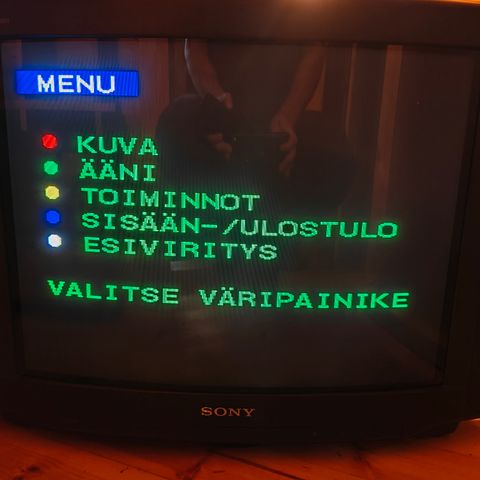 MENU
KUVA
ÄÄNI
TOIMINNOT
SISÄÄN-/ULOSTULO
ESIVIRITYS
VALITSE VÄRIPAINIKE
SONY